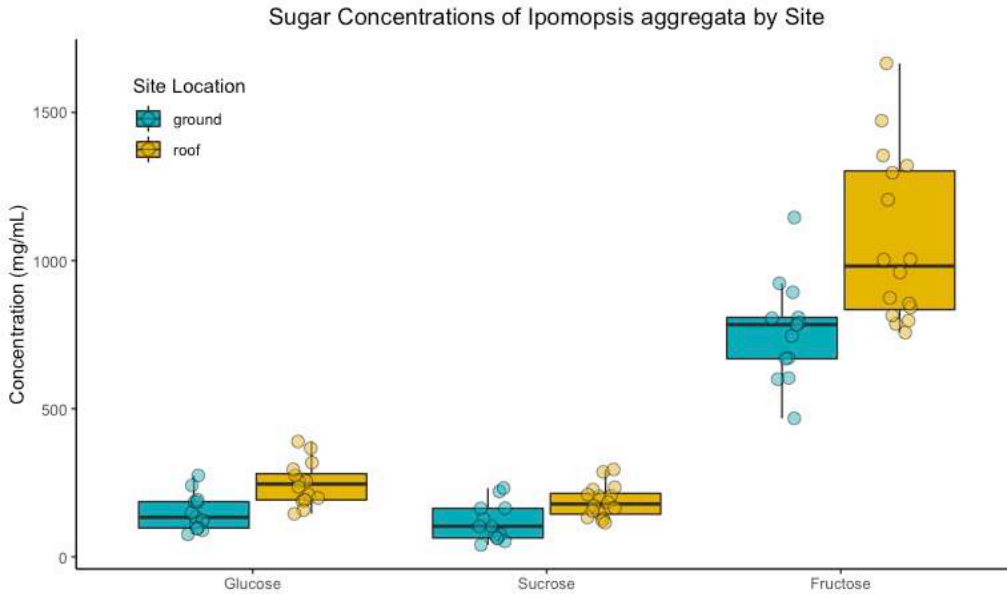 Sugar Concentrations of Ipomopsis aggregata by Site
Site Location
ground
roof
Concentration (mg/mL)
1500
1000
500
0
Glucose Sucrose Fructose